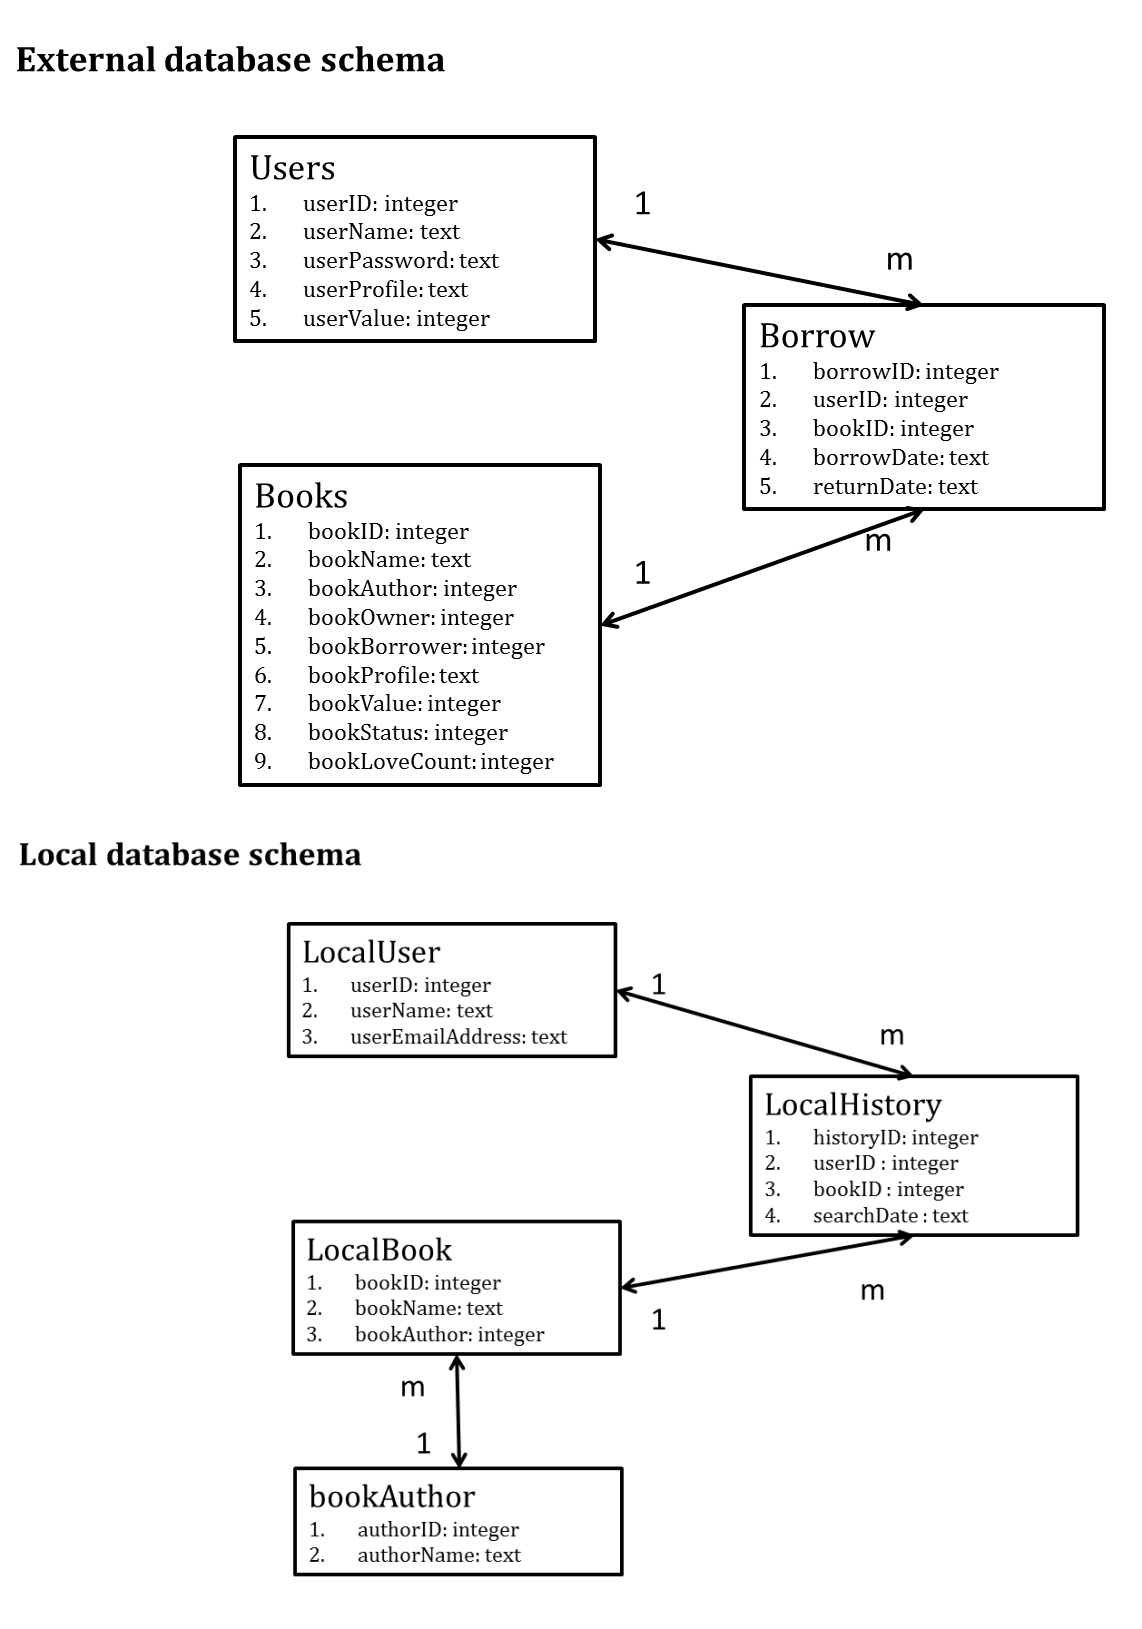 External database schema
Users
1. userID: integer
2. userName: text
3. userPassword: text
4. userProfile: text
5. userValue: integer
1
m
Borrow
1. borrowID: integer
2. userID: integer
3. bookID: integer
4. borrowDate: text
5. returnDate: text
Books
1. bookID: integer
2. bookName: text
3. bookAuthor: integer
4. bookOwner: integer
5. bookBorrower: integer
6. bookProfile: text
7. bookValue: integer
8. bookStatus: integer
9. bookLoveCount: integer
1
m
Local database schema
LocalUser
1. userID: integer
2. userName: text
3. userEmailAddress: text
1
m
LocalHistory
1. historyID: integer
2. userID : integer
3. bookID : integer
4. searchDate : text
LocalBook
1. bookID: integer
2. bookName: text
3. bookAuthor: integer
1
m
m
1
bookAuthor
1. authorID: integer
2. authorName: text